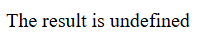 The result is undefined